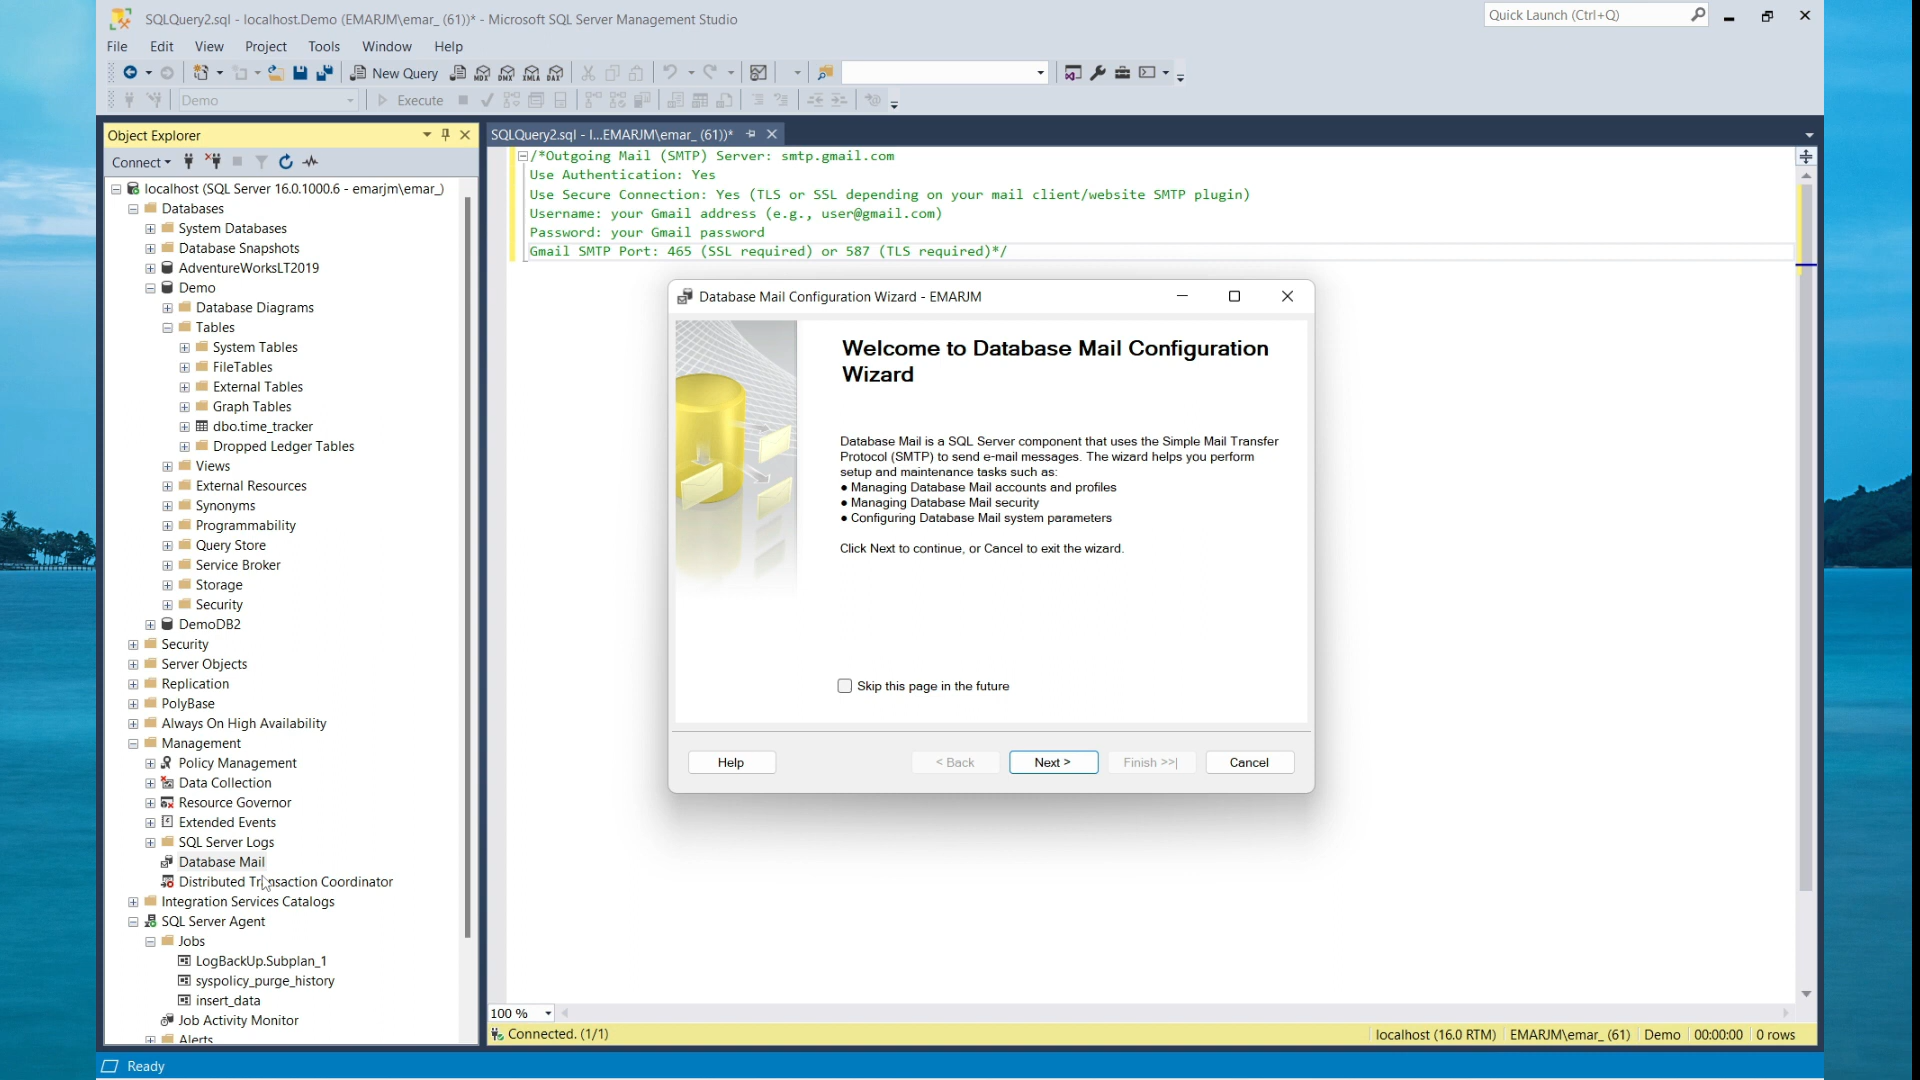 SQLQuery2.sql - localhost.Demo (EMARJM\emar_ (61))* - Microsoft SQL Server Management Studio
Quick Launch (Ctrl+Q)
File Edit View Project Tools Window Help
New Query MDX DMX XMLA DAX
Demo Execute
Object Explorer
Connect
localhost (SQL Server 16.0.1000.6 - emarjm\emar_)
Databases
System Databases
Database Snapshots
AdventureWorksLT2019
Demo
Database Diagrams
Tables
System Tables
FileTables
External Tables
Graph Tables
dbo.time_tracker
Dropped Ledger Tables
Views
External Resources
Synonyms
Programmability
Query Store
Service Broker
Storage
Security
DemoDB2
Security
Server Objects
Replication
PolyBase
Always On High Availability
Management
Policy Management
Data Collection
Resource Governor
Extended Events
SQL Server Logs
Database Mail
Distributed Transaction Coordinator
Integration Services Catalogs
SQL Server Agent
Jobs
LogBackUp.Subplan_1
syspolicy_purge_history
insert_data
Job Activity Monitor
Alerts
SQLQuery2.sql - l...EMARJM\emar_ (61))*
/*Outgoing Mail (SMTP) Server: smtp.gmail.com
Use Authentication: Yes
Use Secure Connection: Yes (TLS or SSL depending on your mail client/website SMTP plugin)
Username: your Gmail address (e.g., user@gmail.com)
Password: your Gmail password
Gmail SMTP Port: 465 (SSL required) or 587 (TLS required)*/
Database Mail Configuration Wizard - EMARJM
Welcome to Database Mail Configuration
Wizard
Database Mail is a SQL Server component that uses the Simple Mail Transfer
Protocol (SMTP) to send e-mail messages. The wizard helps you perform
setup and maintenance tasks such as:
● Managing Database Mail accounts and profiles
● Managing Database Mail security
● Configuring Database Mail system parameters
Click Next to continue, or Cancel to exit the wizard.
Skip this page in the future
Help < Back Next > Finish >>| Cancel
100 %
Connected. (1/1)
localhost (16.0 RTM) EMARJM\emar_ (61) Demo 00:00:00 0 rows
Ready